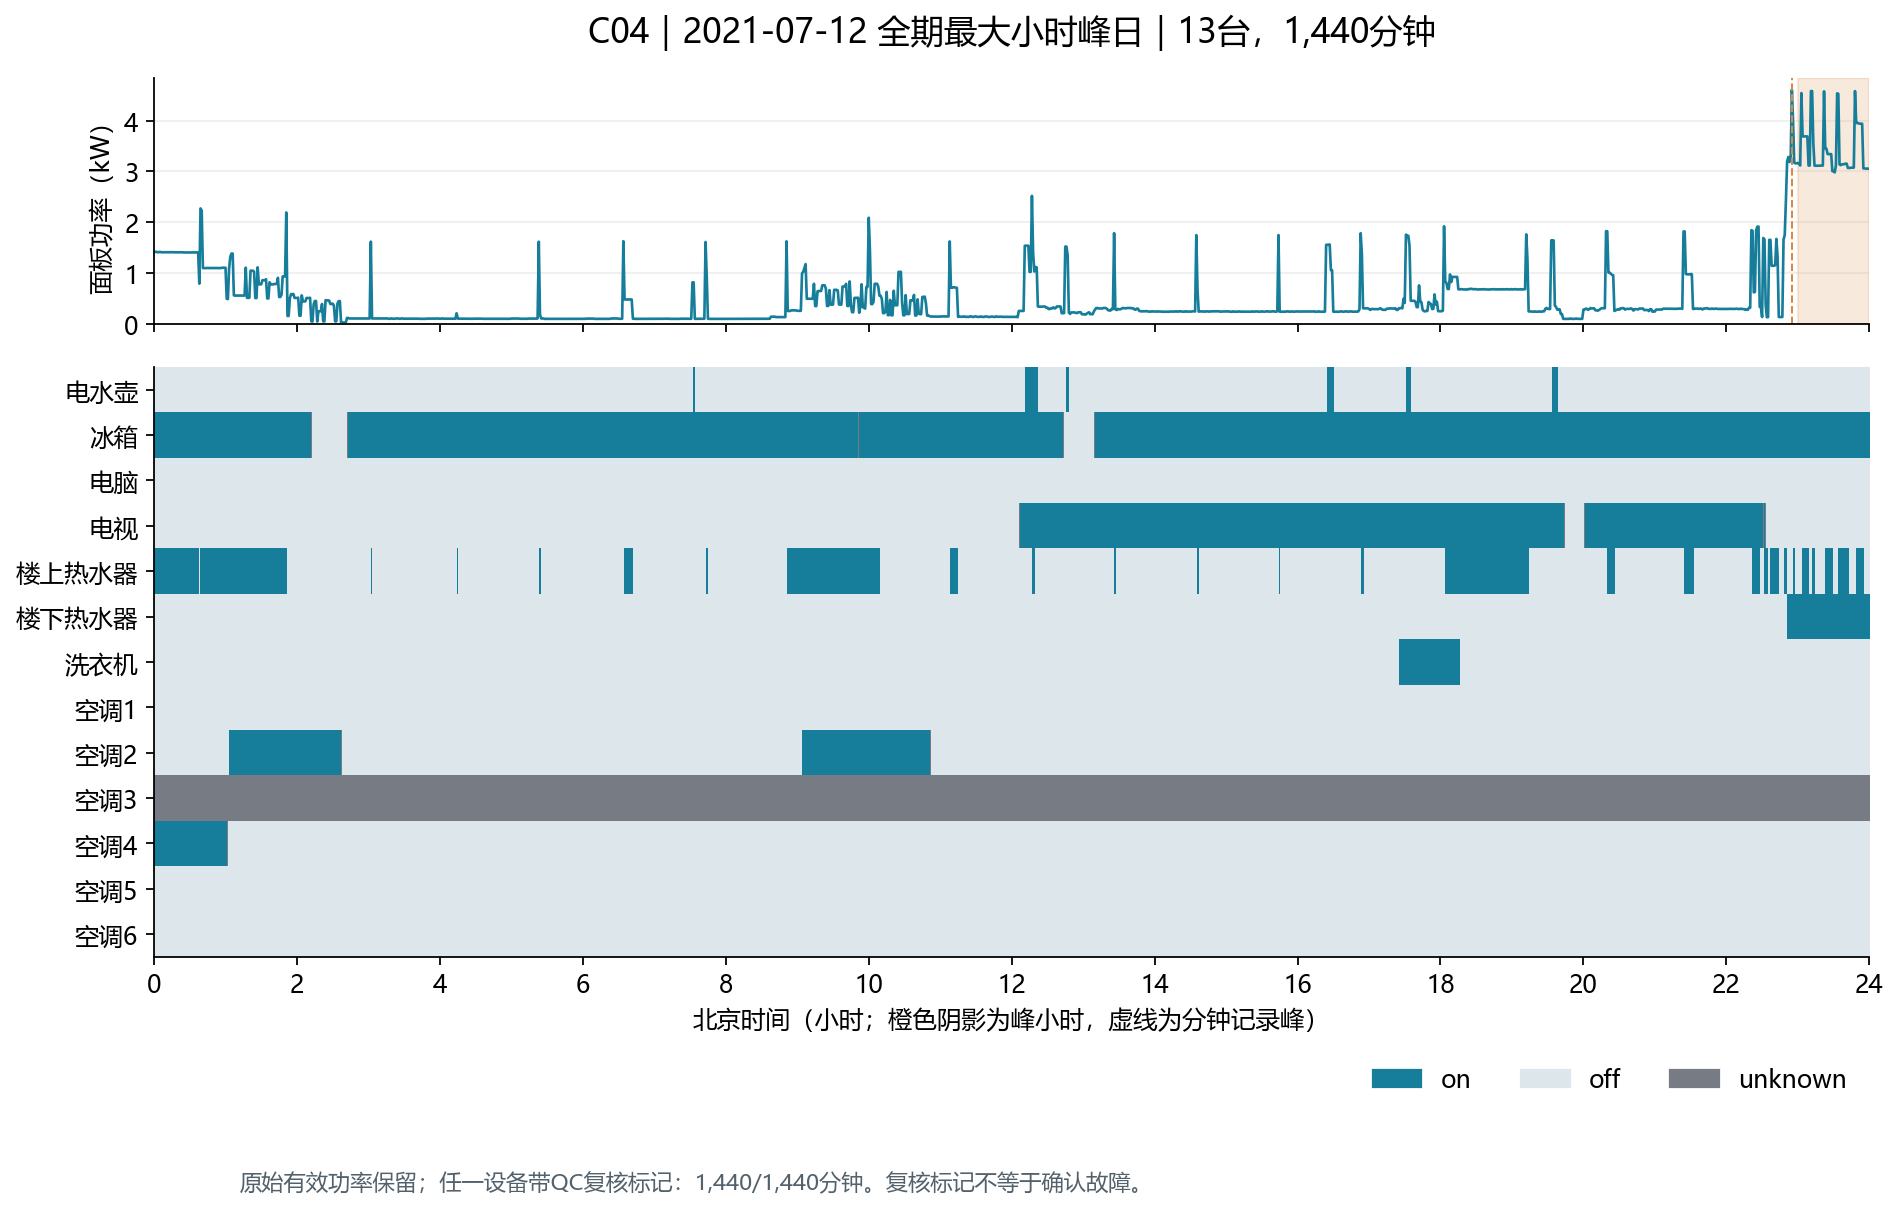 C04｜2021-07-12 全期最大小时峰日｜13台，1,440分钟
面板功率（kW）
4
3
2
1
0
电水壶
冰箱
电脑
电视
楼上热水器
楼下热水器
洗衣机
空调1
空调2
空调3
空调4
空调5
空调6
0 2 4 6 8 10 12 14 16 18 20 22 24
北京时间（小时；橙色阴影为峰小时，虚线为分钟记录峰）
on off unknown
原始有效功率保留；任一设备带QC复核标记：1,440/1,440分钟。复核标记不等于确认故障。